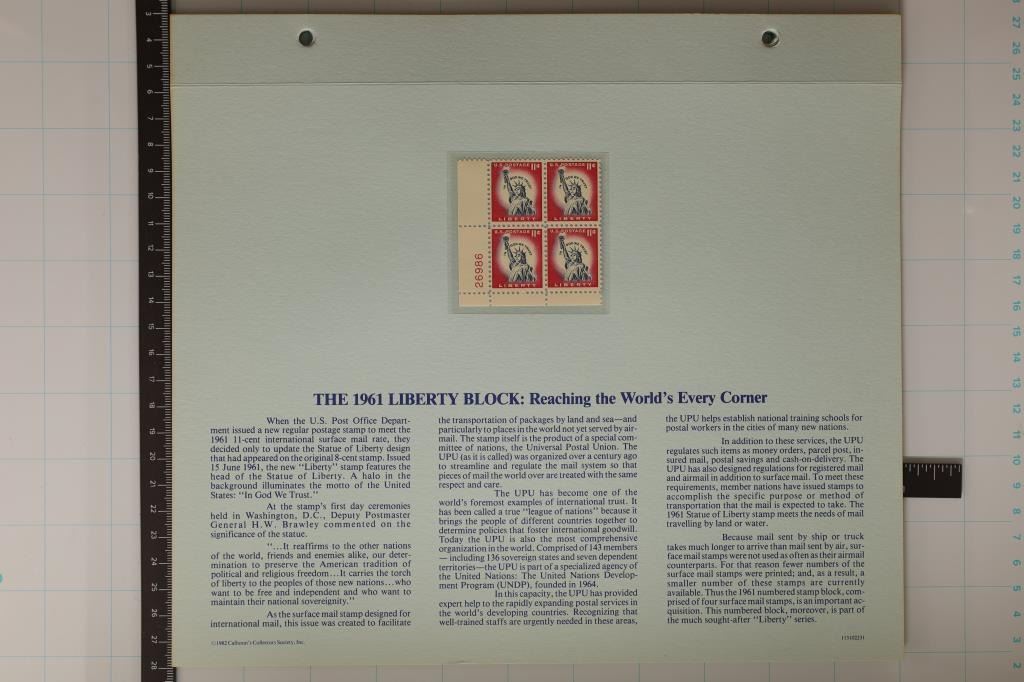 U.S. POSTAGE 11¢
LIBERTY
U.S. POSTAGE 11¢
LIBERTY
U.S. POSTAGE 11¢
LIBERTY
U.S. POSTAGE 11¢
LIBERTY
26986
THE 1961 LIBERTY BLOCK: Reaching the World's Every Corner
When the U.S. Post Office Depart-
ment issued a new regular postage stamp to meet the
1961 11-cent international surface mail rate, they
decided only to update the Statue of Liberty design
that had appeared on the original 8-cent stamp. Issued
15 June 1961, the new "Liberty" stamp features the
head of the Statue of Liberty. A halo in the
background illuminates the motto of the United
States: "In God We Trust."
At the stamp's first day ceremonies
held in Washington, D.C., Deputy Postmaster
General H.W. Brawley commented on the
significance of the statue.
"...It reaffirms to the other nations
of the world, friends and enemies alike, our deter-
mination to preserve the American tradition of
political and religious freedom...It carries the torch
of liberty to the peoples of those new nations...who
want to be free and independent and who want to
maintain their national sovereignity."
As the surface mail stamp designed for
international mail, this issue was created to facilitate
the transportation of packages by land and sea—and
particularly to places in the world not yet served by air-
mail. The stamp itself is the product of a special com-
mittee of nations, the Universal Postal Union. The
UPU (as it is called) was organized over a century ago
to streamline and regulate the mail system so that
pieces of mail the world over are treated with the same
respect and care.
The UPU has become one of the
world's foremost examples of international trust. It
has been called a true "league of nations" because it
brings the people of different countries together to
determine policies that foster international goodwill.
Today the UPU is also the most comprehensive
organization in the world. Comprised of 143 members
— including 136 sovereign states and seven dependent
territories—the UPU is part of a specialized agency of
the United Nations: The United Nations Develop-
ment Program (UNDP), founded in 1964.
In this capacity, the UPU has provided
expert help to the rapidly expanding postal services in
the world's developing countries. Recognizing that
well-trained staffs are urgently needed in these areas,
the UPU helps establish national training schools for
postal workers in the cities of many new nations.
In addition to these services, the UPU
regulates such items as money orders, parcel post, in-
sured mail, postal savings and cash-on-delivery. The
UPU has also designed regulations for registered mail
and airmail in addition to surface mail. To meet these
requirements, member nations have issued stamps to
accomplish the specific purpose or method of
transportation that the mail is expected to take. The
1961 Statue of Liberty stamp meets the needs of mail
travelling by land or water.
Because mail sent by ship or truck
takes much longer to arrive than mail sent by air, sur-
face mail stamps were not used as often as their airmail
counterparts. For that reason fewer numbers of the
surface mail stamps were printed; and, as a result, a
smaller number of these stamps are currently
available. Thus the 1961 numbered stamp block, com-
prised of four surface mail stamps, is an important ac-
quisition. This numbered block, moreover, is part of
the much sought-after "Liberty" series.
©1982 Calhoun's Collectors Society, Inc.